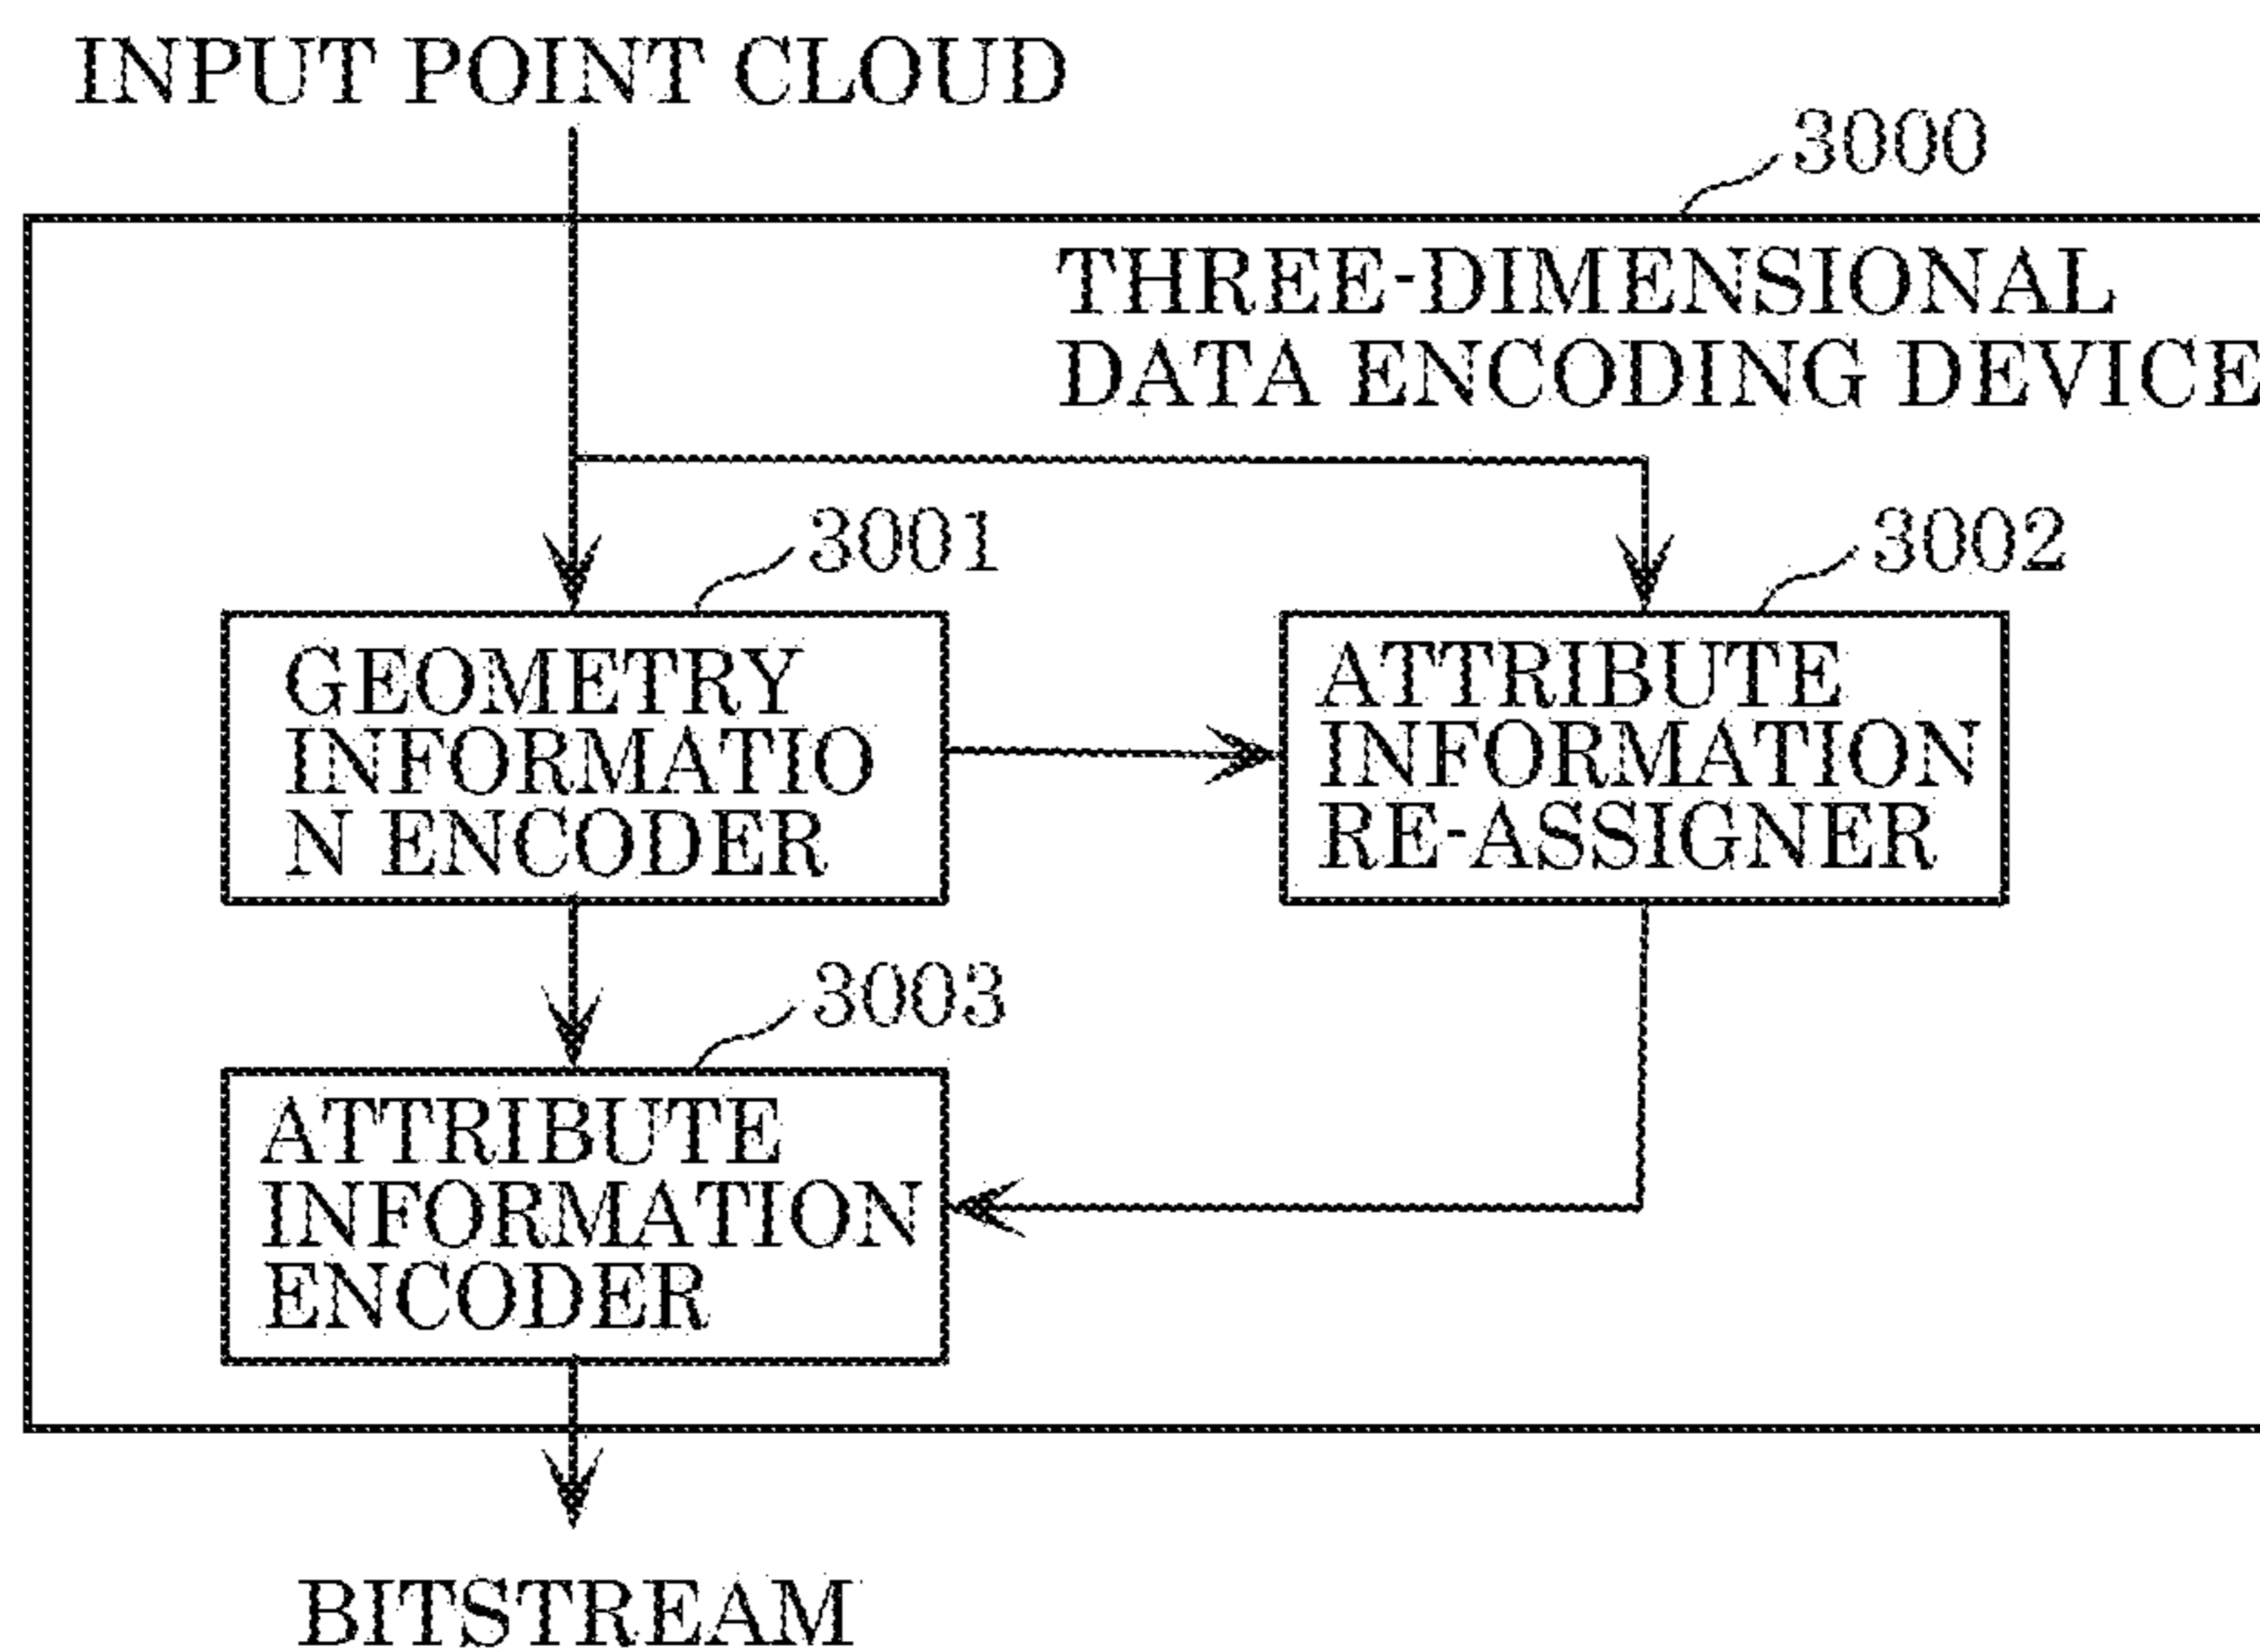 INPUT POINT CLOUD
3000
THREE-DIMENSIONAL
DATA ENCODING DEVICE
3001
3002
GEOMETRY
INFORMATIO
N ENCODER
ATTRIBUTE
INFORMATION
RE-ASSIGNER
3003
ATTRIBUTE
INFORMATION
ENCODER
BITSTREAM